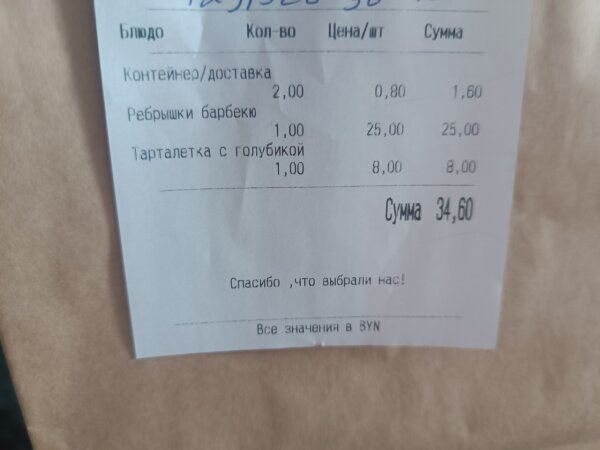 Блюдо Кол-во Цена/шт Сумма
Контейнер/доставка
2,00 0,80 1,60
Ребрышки барбекю
1,00 25,00 25,00
Тарталетка с голубикой
1,00 8,00 8,00
Сумма 34,60
Спасибо ,что выбрали нас!
Все значения в BYN